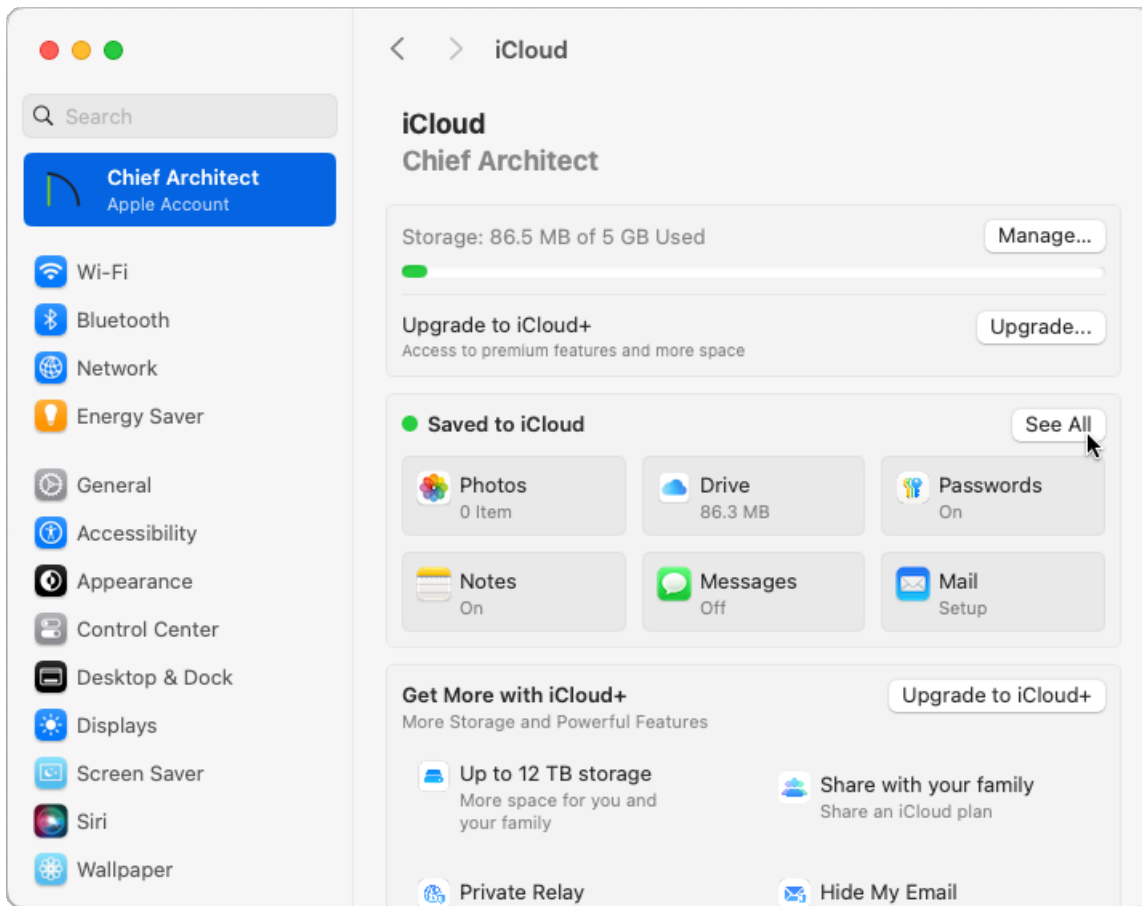 Search
Chief Architect
Apple Account
Wi-Fi
Bluetooth
Network
Energy Saver
General
Accessibility
Appearance
Control Center
Desktop & Dock
Displays
Screen Saver
Siri
Wallpaper
iCloud
iCloud
Chief Architect
Storage: 86.5 MB of 5 GB Used
Manage...
Upgrade to iCloud+
Access to premium features and more space
Upgrade...
Saved to iCloud
See All
Photos
0 Item
Drive
86.3 MB
Passwords
On
Notes
On
Messages
Off
Mail
Setup
Get More with iCloud+
More Storage and Powerful Features
Upgrade to iCloud+
Up to 12 TB storage
More space for you and
your family
Share with your family
Share an iCloud plan
Private Relay
Hide My Email